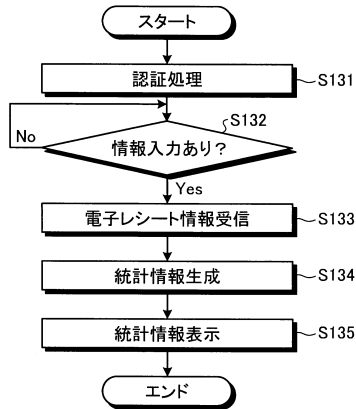 スタート
認証処理
S131
S132
No
情報入力あり?
Yes
電子レシート情報受信
S133
統計情報生成
S134
統計情報表示
S135
エンド